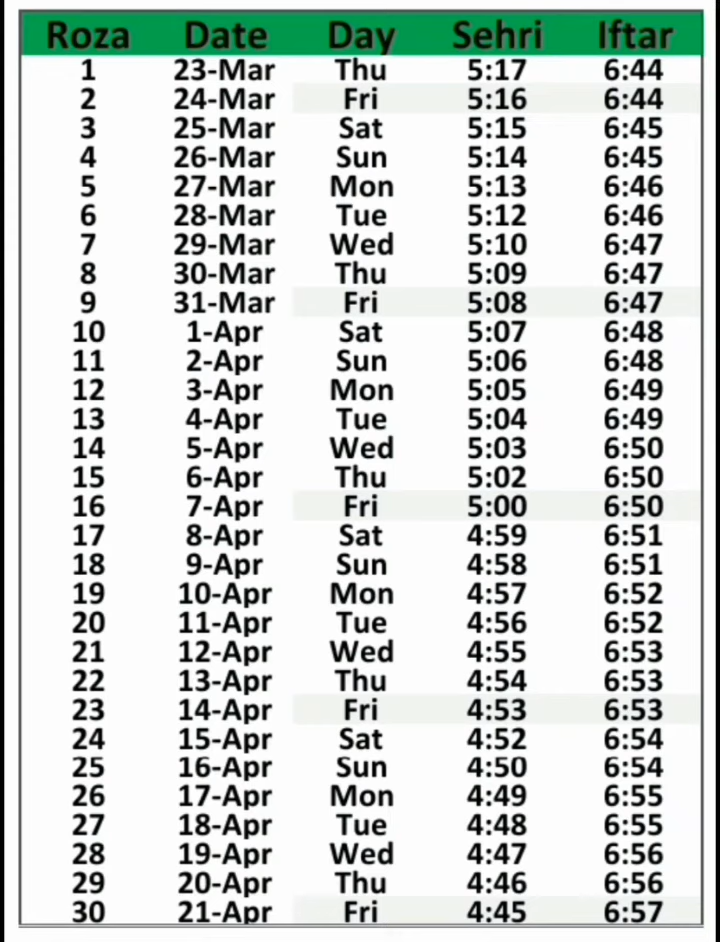 Roza Date Day Sehri Iftar
1 23-Mar Thu 5:17 6:44
2 24-Mar Fri 5:16 6:44
3 25-Mar Sat 5:15 6:45
4 26-Mar Sun 5:14 6:45
5 27-Mar Mon 5:13 6:46
6 28-Mar Tue 5:12 6:46
7 29-Mar Wed 5:10 6:47
8 30-Mar Thu 5:09 6:47
9 31-Mar Fri 5:08 6:47
10 1-Apr Sat 5:07 6:48
11 2-Apr Sun 5:06 6:48
12 3-Apr Mon 5:05 6:49
13 4-Apr Tue 5:04 6:49
14 5-Apr Wed 5:03 6:50
15 6-Apr Thu 5:02 6:50
16 7-Apr Fri 5:00 6:50
17 8-Apr Sat 4:59 6:51
18 9-Apr Sun 4:58 6:51
19 10-Apr Mon 4:57 6:52
20 11-Apr Tue 4:56 6:52
21 12-Apr Wed 4:55 6:53
22 13-Apr Thu 4:54 6:53
23 14-Apr Fri 4:53 6:53
24 15-Apr Sat 4:52 6:54
25 16-Apr Sun 4:50 6:54
26 17-Apr Mon 4:49 6:55
27 18-Apr Tue 4:48 6:55
28 19-Apr Wed 4:47 6:56
29 20-Apr Thu 4:46 6:56
30 21-Apr Fri 4:45 6:57